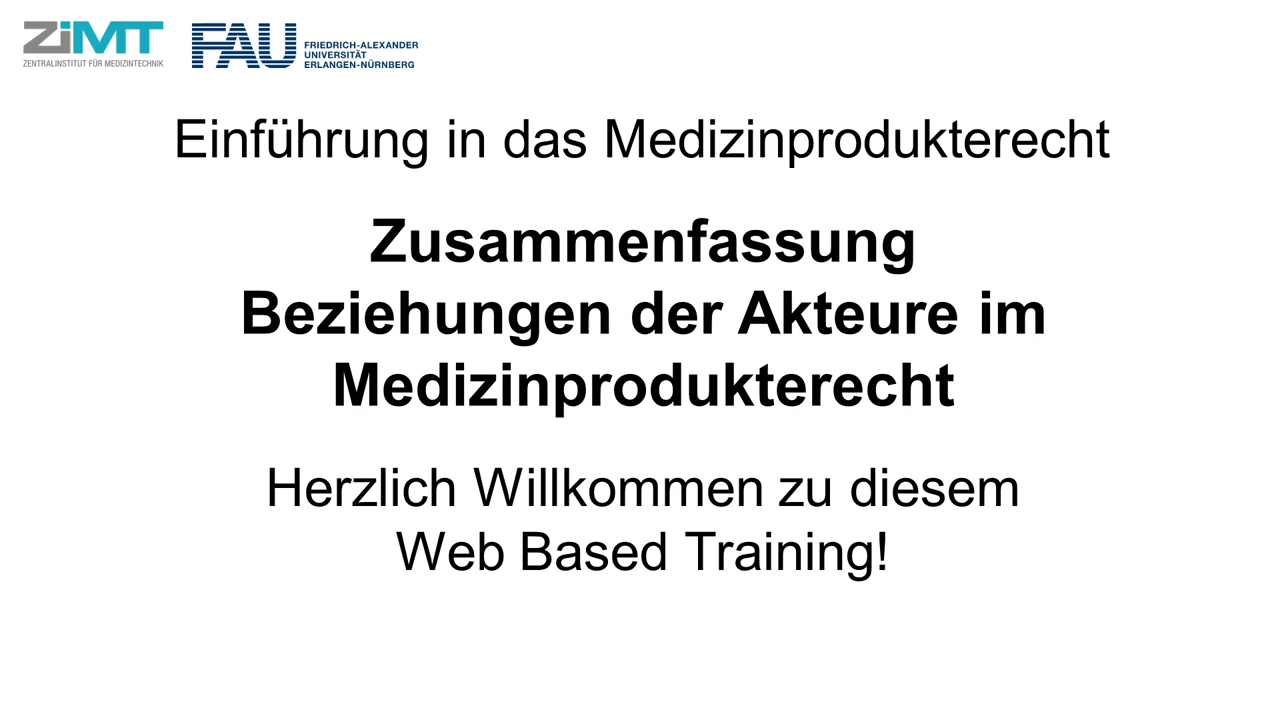 ZiMT
ZENTRALINSTITUT FÜR MEDIZINTECHNIK
FAU
FRIEDRICH-ALEXANDER
UNIVERSITÄT
ERLANGEN-NÜRNBERG
Einführung in das Medizinprodukterecht
Zusammenfassung
Beziehungen der Akteure im
Medizinprodukterecht
Herzlich Willkommen zu diesem
Web Based Training!